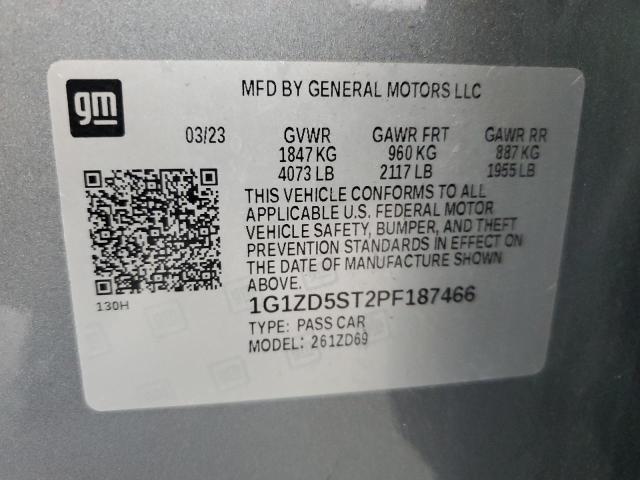 gm
MFD BY GENERAL MOTORS LLC
03/23 GVWR GAWR FRT GAWR RR
1847 KG 960 KG 887 KG
4073 LB 2117 LB 1955 LB
THIS VEHICLE CONFORMS TO ALL
APPLICABLE U.S. FEDERAL MOTOR
VEHICLE SAFETY, BUMPER, AND THEFT
PREVENTION STANDARDS IN EFFECT ON
THE DATE OF MANUFACTURE SHOWN
ABOVE.
130H
1G1ZD5ST2PF187466
TYPE: PASS CAR
MODEL: 261ZD69